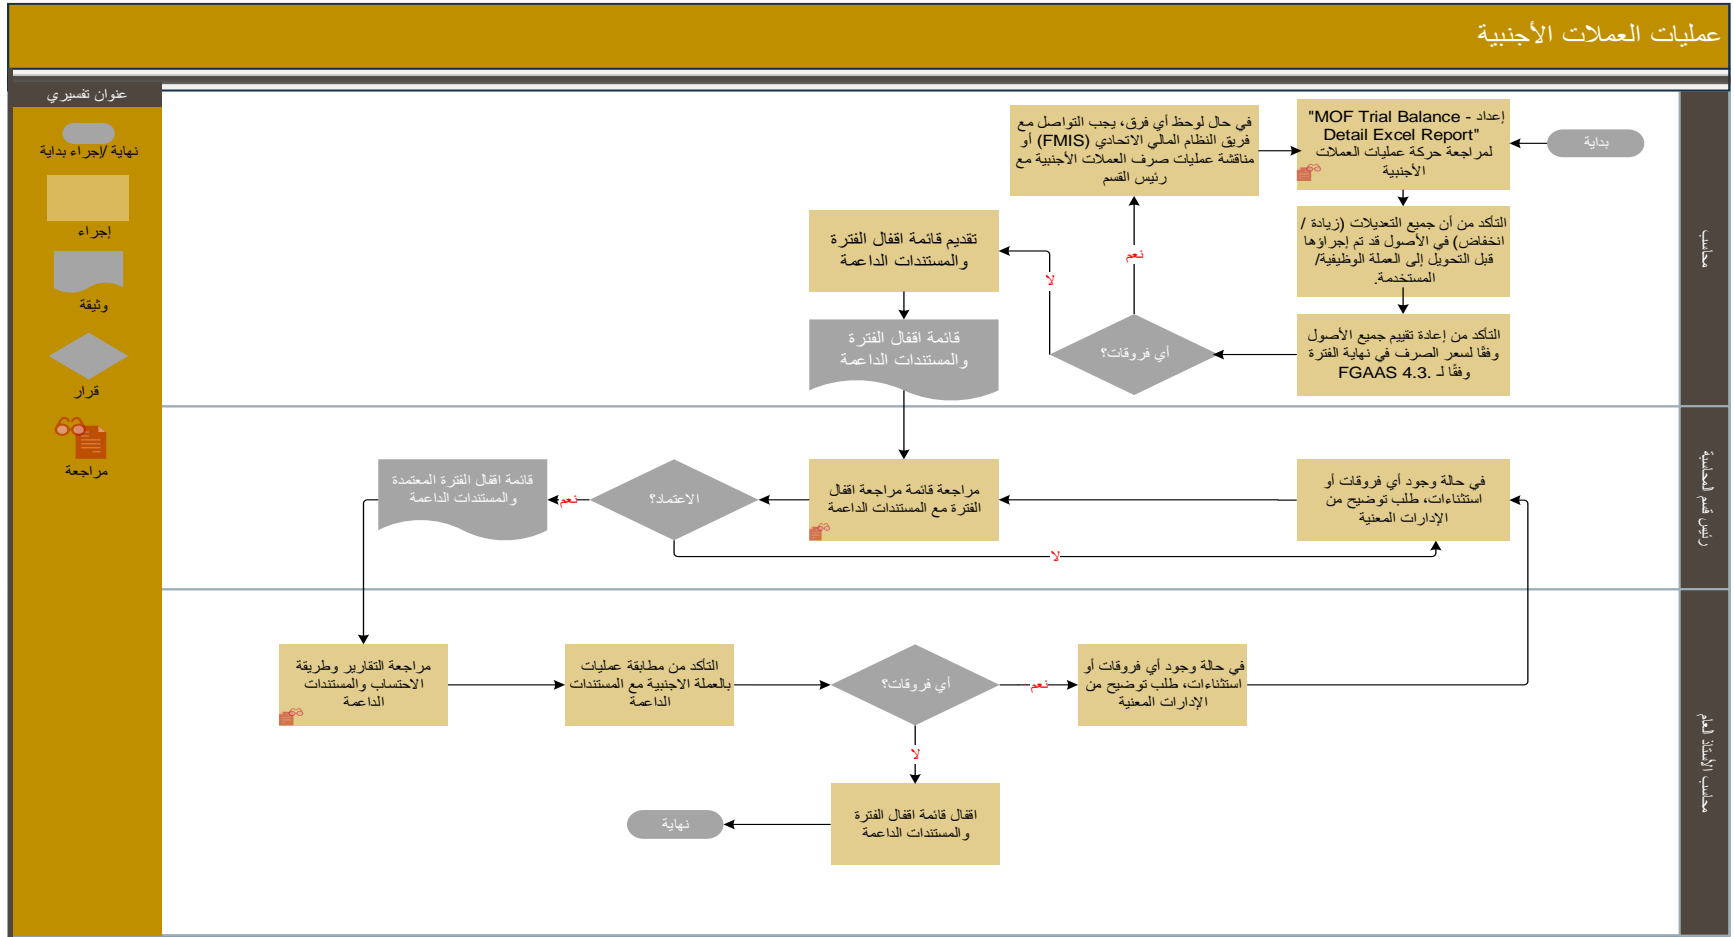 عمليات العملات الأجنبية
عنوان تفسيري
نهاية /إجراء بداية
إجراء
وثيقة
قرار
مراجعة
محاسب
بداية
إعداد - MOF Trial Balance"
Detail Excel Report"
لمراجعة حركة عمليات العملات
الأجنبية
التأكد من أن جميع التعديلات (زيادة /
انخفاض) في الأصول قد تم إجراؤها
قبل التحويل إلى العملة الوظيفية/
المستخدمة.
التأكد من إعادة تقييم جميع الأصول
وفقًا لسعر الصرف في نهاية الفترة
وفقًا لـ .FGAAS 4.3
أي فروقات؟
نعم
في حال لوحظ أي فرق، يجب التواصل مع
فريق النظام المالي الاتحادي (FMIS) أو
مناقشة عمليات صرف العملات الأجنبية مع
رئيس القسم
لا
تقديم قائمة اقفال الفترة
والمستندات الداعمة
قائمة اقفال الفترة
والمستندات الداعمة
رئيس قسم المحاسبة
في حالة وجود أي فروقات أو
استثناءات، طلب توضيح من
الإدارات المعنية
مراجعة قائمة مراجعة اقفال
الفترة مع المستندات الداعمة
الاعتماد؟
نعم
لا
قائمة اقفال الفترة المعتمدة
والمستندات الداعمة
محاسب الأستاذ العام
مراجعة التقارير وطريقة
الاحتساب والمستندات
الداعمة
التأكد من مطابقة عمليات
بالعملة الاجنبية مع المستندات
الداعمة
أي فروقات؟
نعم
في حالة وجود أي فروقات أو
استثناءات، طلب توضيح من
الإدارات المعنية
لا
اقفال قائمة اقفال الفترة
والمستندات الداعمة
نهاية